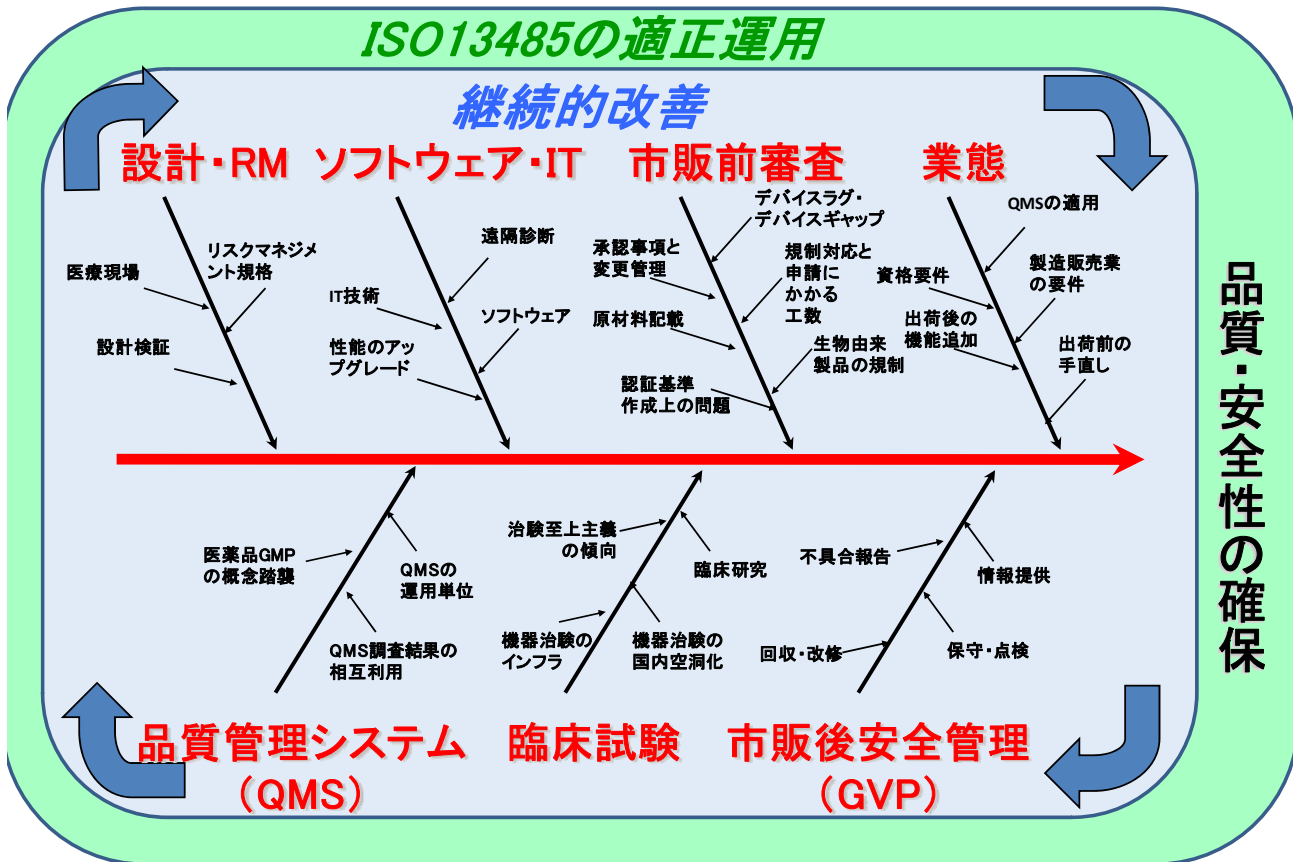 ISO13485の適正運用
継続的改善
設計・RM
ソフトウェア・IT
市販前審査
業態
医療現場
リスクマネジメ
ント規格
設計検証
遠隔診断
IT技術
ソフトウェア
性能のアッ
プグレード
デバイスラグ・
デバイスギャップ
承認事項と
変更管理
規制対応と
申請に
かかる
工数
原材料記載
生物由来
製品の規制
認証基準
作成上の問題
QMSの適用
資格要件
製造販売業
の要件
出荷後の
機能追加
出荷前の
手直し
品質・安全性の確保
医薬品GMP
の概念踏襲
QMSの
運用単位
QMS調査結果の
相互利用
治験至上主義
の傾向
臨床研究
機器治験の
インフラ
機器治験の
国内空洞化
不具合報告
情報提供
回収・改修
保守・点検
品質管理システム
（QMS）
臨床試験
市販後安全管理
（GVP）